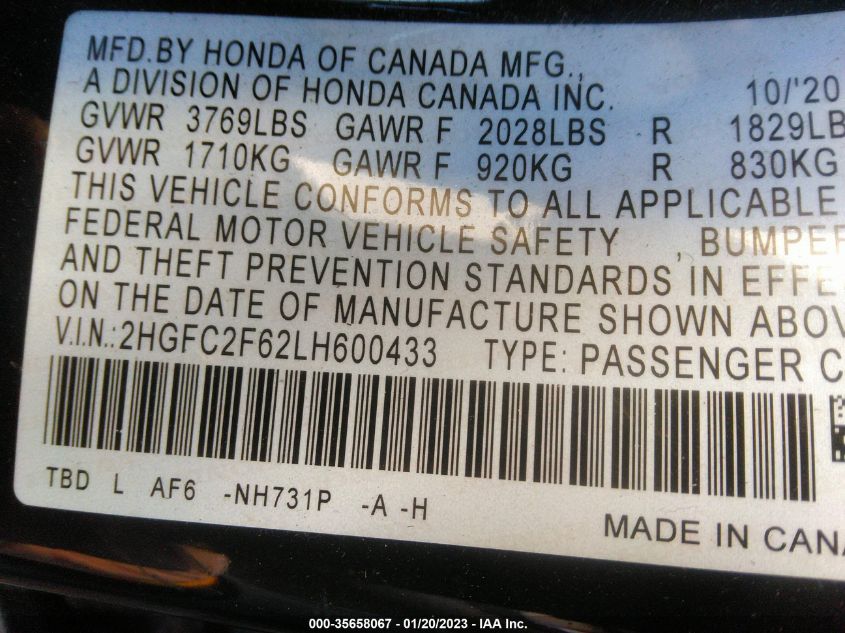 MFD.BY HONDA OF CANADA MFG.,
A DIVISION OF HONDA CANADA INC. 10/'20
GVWR 3769LBS GAWR F 2028LBS R 1829LB
GVWR 1710KG GAWR F 920KG R 830KG
THIS VEHICLE CONFORMS TO ALL APPLICABLE
FEDERAL MOTOR VEHICLE SAFETY , BUMPER
AND THEFT PREVENTION STANDARDS IN EFFE
ON THE DATE OF MANUFACTURE SHOWN ABOV
V.I.N.:2HGFC2F62LH600433 TYPE: PASSENGER C
TBD L AF6 -NH731P -A -H
MADE IN CANA
000-35658067 / 01/20/2023 - IAA Inc.